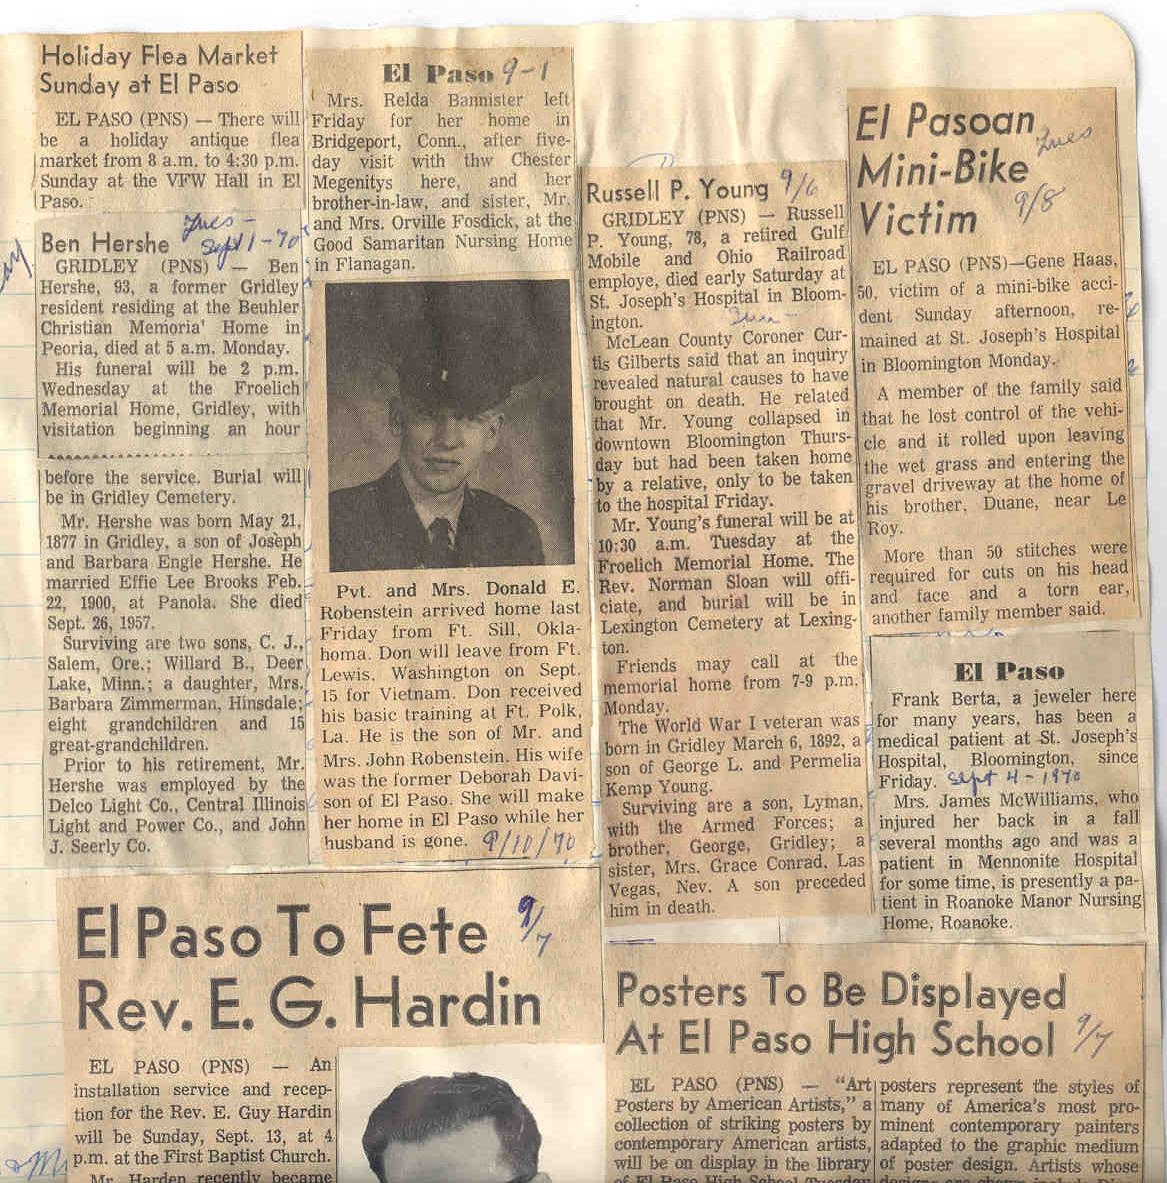 Holiday Flea Market
Sunday at El Paso
EL PASO (PNS) — There will
be a holiday antique flea
market from 8 a.m. to 4:30 p.m.
Sunday at the VFW Hall in El
Paso.
Ben Hershe
Ines -
Sept 1 - 70
GRIDLEY (PNS) — Ben
Hershe, 93, a former Gridley
resident residing at the Beuhler
Christian Memoria' Home in
Peoria, died at 5 a.m. Monday.
His funeral will be 2 p.m.
Wednesday at the Froelich
Memorial Home, Gridley, with
visitation beginning an hour
before the service. Burial will
be in Gridley Cemetery.
Mr. Hershe was born May 21,
1877 in Gridley, a son of Joseph
and Barbara Engle Hershe. He
married Effie Lee Brooks Feb.
22, 1900, at Panola. She died
Sept. 26, 1957.
Surviving are two sons, C. J.,
Salem, Ore.; Willard B., Deer
Lake, Minn.; a daughter, Mrs.
Barbara Zimmerman, Hinsdale;
eight grandchildren and 15
great-grandchildren.
Prior to his retirement, Mr.
Hershe was employed by the
Delco Light Co., Central Illinois
Light and Power Co., and John
J. Seerly Co.
El Paso 9-1
Mrs. Relda Bannister left
Friday for her home in
Bridgeport, Conn., after five-
day visit with thw Chester
Megenitys here, and her
brother-in-law, and sister, Mr.
and Mrs. Orville Fosdick, at the
Good Samaritan Nursing Home
in Flanagan.
Pvt. and Mrs. Donald E.
Robenstein arrived home last
Friday from Ft. Sill, Okla-
homa. Don will leave from Ft.
Lewis, Washington on Sept.
15 for Vietnam. Don received
his basic training at Ft. Polk,
La. He is the son of Mr. and
Mrs. John Robenstein. His wife
was the former Deborah Davi-
son of El Paso. She will make
her home in El Paso while her
husband is gone. 9/10/70
Russell P. Young 9/6
GRIDLEY (PNS) — Russell
P. Young, 78, a retired Gulf
Mobile and Ohio Railroad
employe, died early Saturday at
St. Joseph's Hospital in Bloom-
ington.
McLean County Coroner Cur-
tis Gilberts said that an inquiry
revealed natural causes to have
brought on death. He related
that Mr. Young collapsed in
downtown Bloomington Thurs-
day but had been taken home
by a relative, only to be taken
to the hospital Friday.
Mr. Young's funeral will be at
10:30 a.m. Tuesday at the
Froelich Memorial Home. The
Rev. Norman Sloan will offi-
ciate, and burial will be in
Lexington Cemetery at Lexing-
ton.
Friends may call at the
memorial home from 7-9 p.m.
Monday.
The World War I veteran was
born in Gridley March 6, 1892, a
son of George L. and Permelia
Kemp Young.
Surviving are a son, Lyman,
with the Armed Forces; a
brother, George, Gridley; a
sister, Mrs. Grace Conrad, Las
Vegas, Nev. A son preceded
him in death.
El Pasoan
Mini-Bike
Victim
Ines
9/8
EL PASO (PNS)—Gene Haas,
50, victim of a mini-bike acci-
dent Sunday afternoon, re-
mained at St. Joseph's Hospital
in Bloomington Monday.
A member of the family said
that he lost control of the vehi-
cle and it rolled upon leaving
the wet grass and entering the
gravel driveway at the home of
his brother, Duane, near Le
Roy.
More than 50 stitches were
required for cuts on his head
and face and a torn ear,
another family member said.
El Paso
Frank Berta, a jeweler here
for many years, has been a
medical patient at St. Joseph's
Hospital, Bloomington, since
Friday. Sept 4 - 1970
Mrs. James McWilliams, who
injured her back in a fall
several months ago and was a
patient in Mennonite Hospital
for some time, is presently a pa-
tient in Roanoke Manor Nursing
Home, Roanoke.
El Paso To Fete
Rev. E. G. Hardin
9/7
EL PASO (PNS) — An
installation service and recep-
tion for the Rev. E. Guy Hardin
will be Sunday, Sept. 13, at 4
p.m. at the First Baptist Church.
Mr. Harden recently became
Posters To Be Displayed
At El Paso High School 9/7
EL PASO (PNS) — "Art
Posters by American Artists," a
collection of striking posters by
contemporary American artists,
will be on display in the library
of El Paso High School Tuesday
posters represent the styles of
many of America's most pro-
minent contemporary painters
adapted to the graphic medium
of poster design. Artists whose